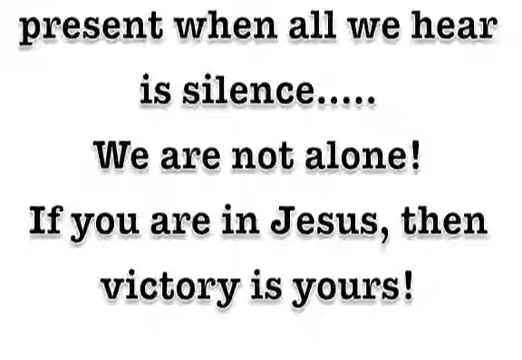 present when all we hear
is silence.....
We are not alone!
If you are in Jesus, then
victory is yours!